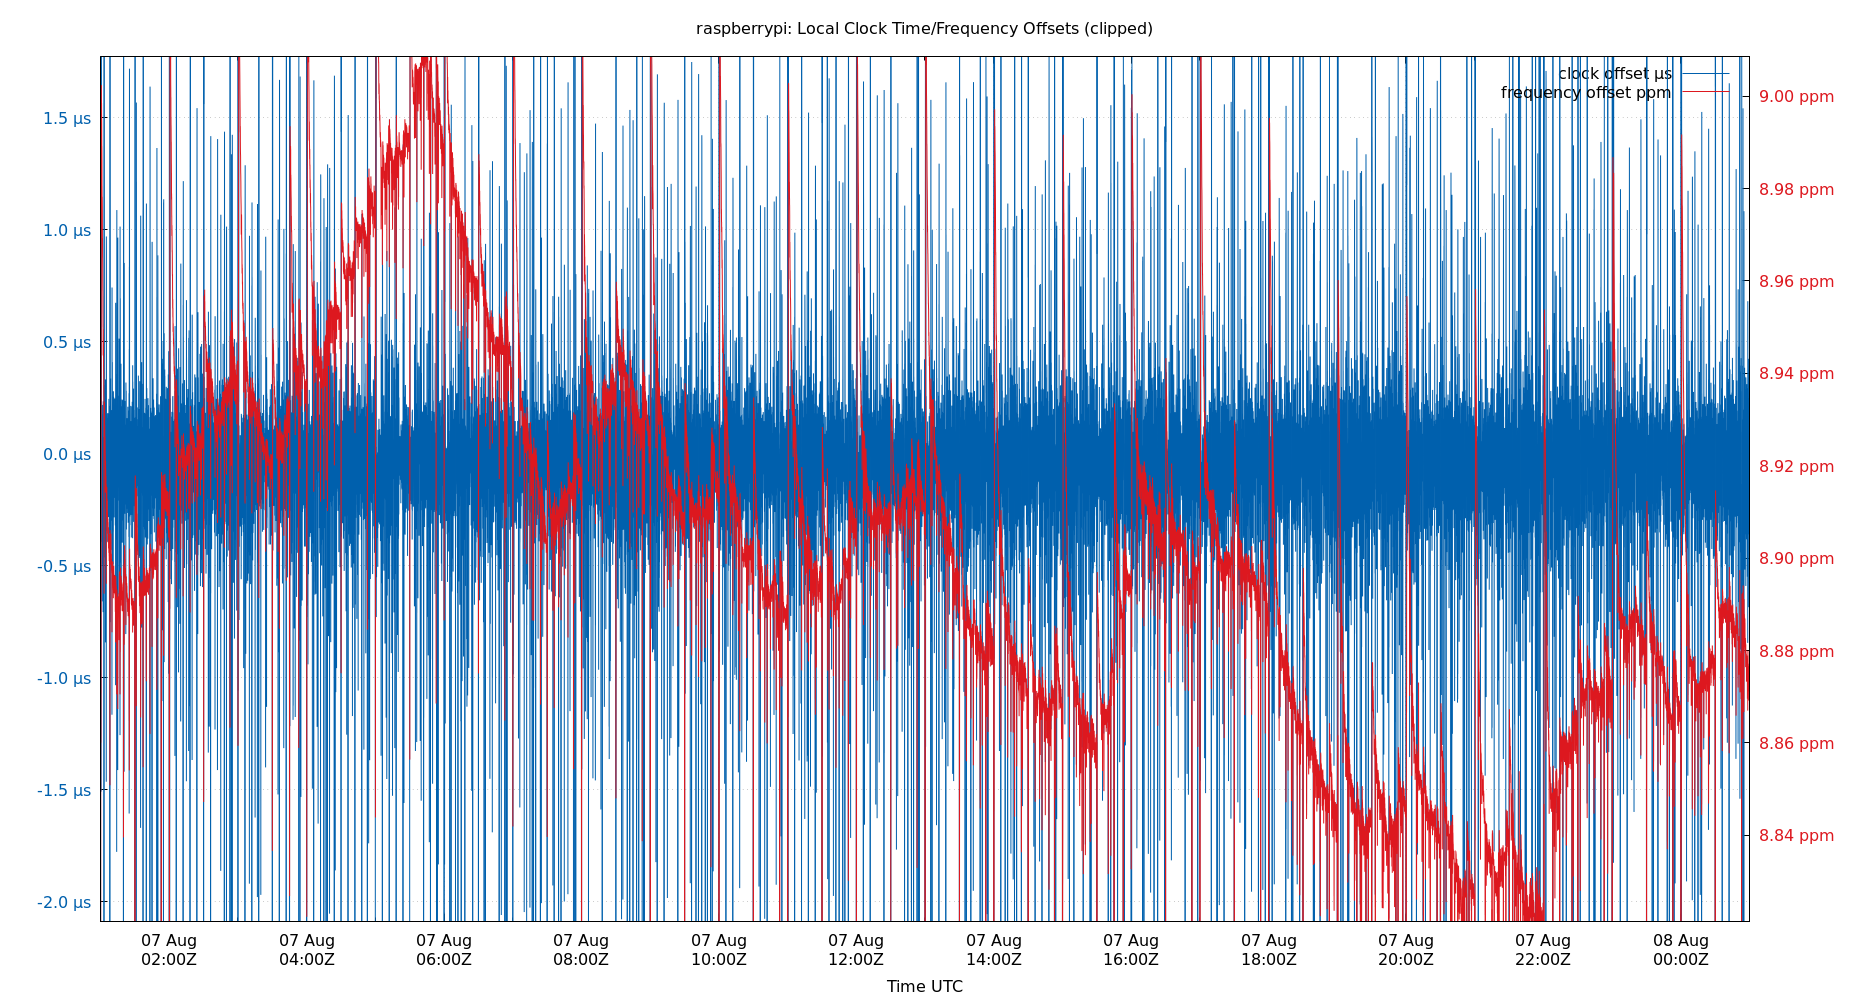 raspberrypi: Local Clock Time/Frequency Offsets (clipped)
clock offset µs
frequency offset ppm
1.5 µs
1.0 µs
0.5 µs
0.0 µs
-0.5 µs
-1.0 µs
-1.5 µs
-2.0 µs
9.00 ppm
8.98 ppm
8.96 ppm
8.94 ppm
8.92 ppm
8.90 ppm
8.88 ppm
8.86 ppm
8.84 ppm
07 Aug 07 Aug 07 Aug 07 Aug 07 Aug 07 Aug 07 Aug 07 Aug 07 Aug 07 Aug 07 Aug 08 Aug
02:00Z 04:00Z 06:00Z 08:00Z 10:00Z 12:00Z 14:00Z 16:00Z 18:00Z 20:00Z 22:00Z 00:00Z
Time UTC